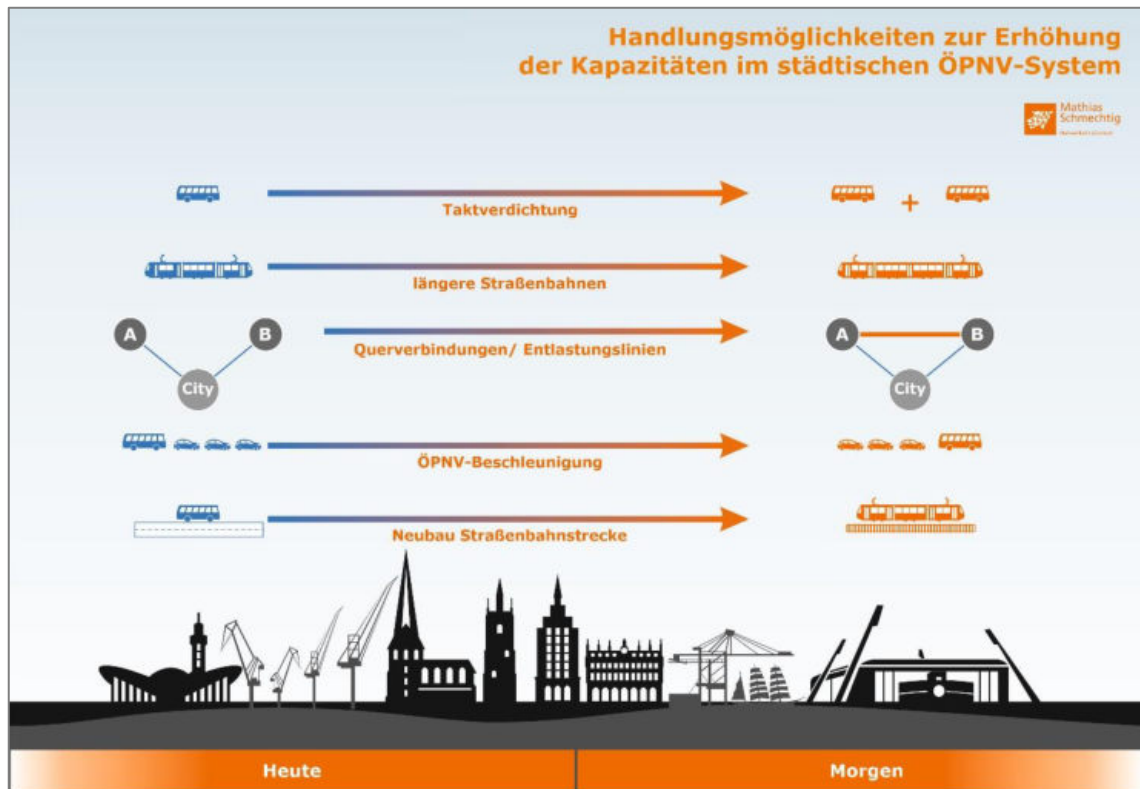 Handlungsmöglichkeiten zur Erhöhung
der Kapazitäten im städtischen ÖPNV-System
Mathias
Schmechtig
Taktverdichtung
+
längere Straßenbahnen
A
B
Querverbindungen/ Entlastungslinien
A
B
City
City
ÖPNV-Beschleunigung
Neubau Straßenbahnstrecke
Heute
Morgen